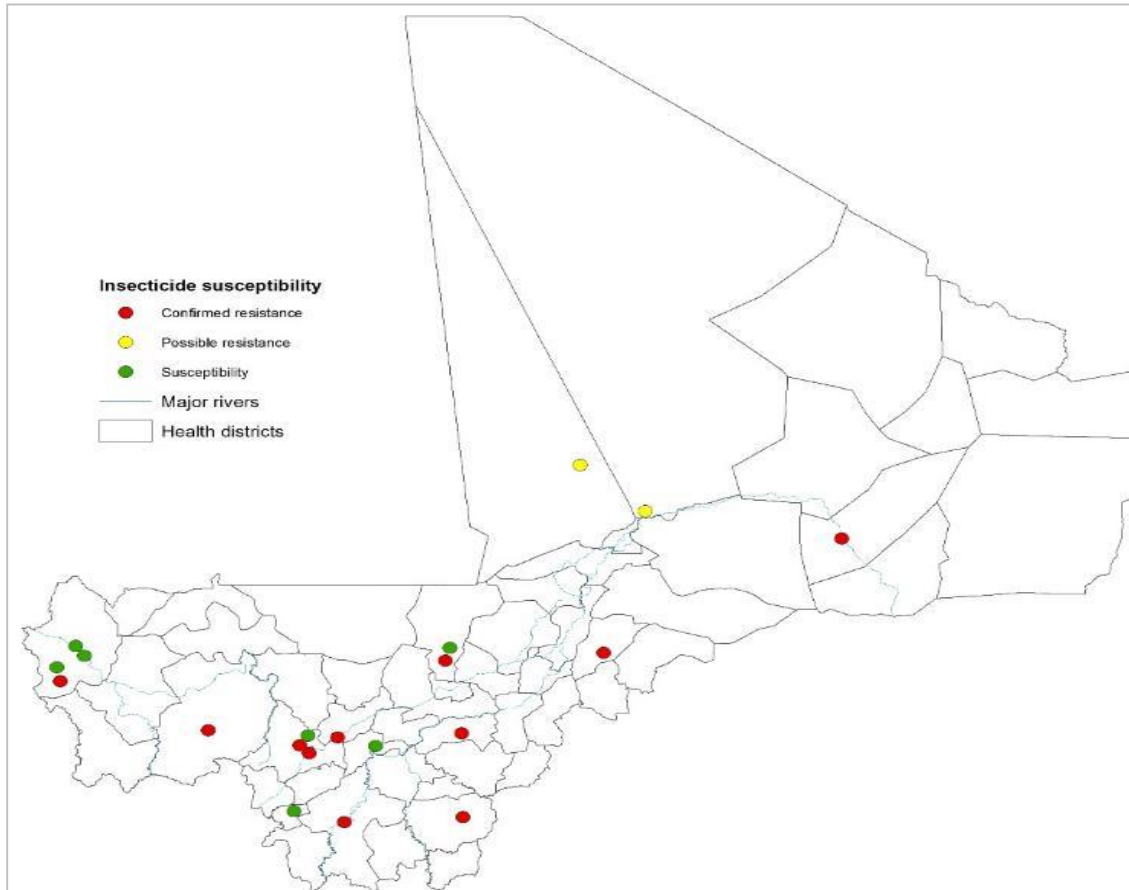 Insecticide susceptibility
Confirmed resistance
Possible resistance
Susceptibility
Major rivers
Health districts